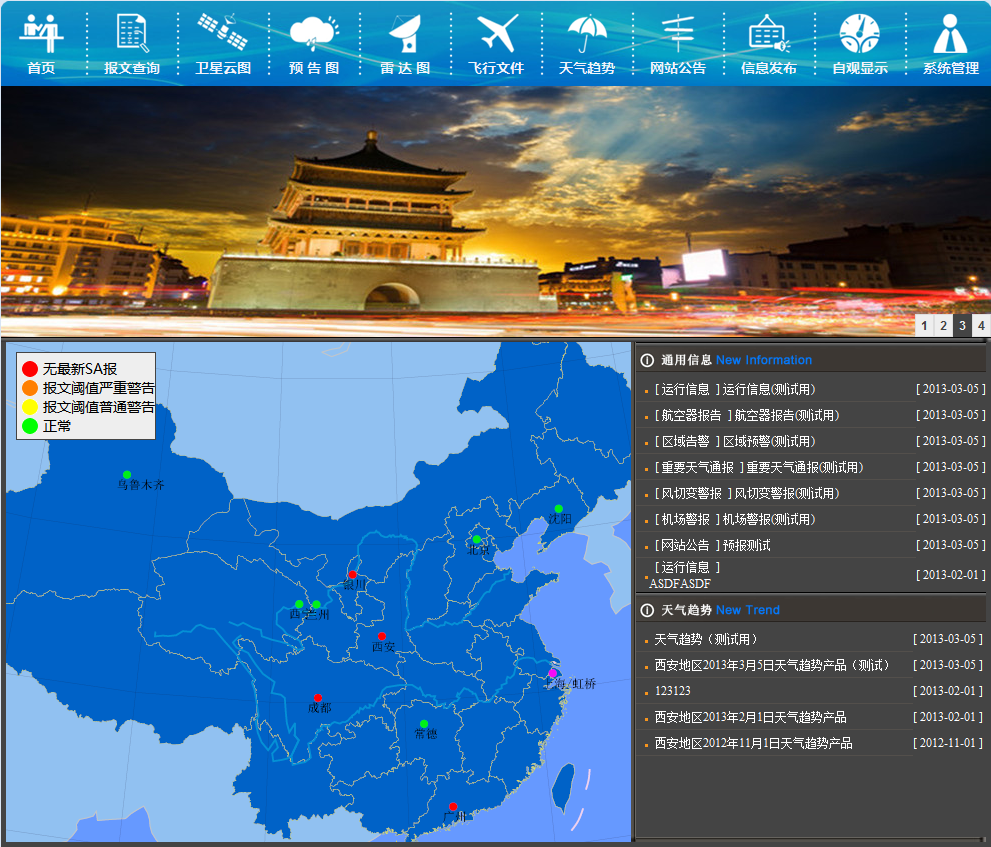 首页 报文查询 卫星云图 预告图 雷达图 飞行文件 天气趋势 网站公告 信息发布 自观显示 系统管理
1 2 3 4
无最新SA报
报文阈值严重警告
报文阈值普通警告
正常
乌鲁木齐
沈阳
北京
银川
西宁
兰州
西安
上海/虹桥
成都
常德
广州
通用信息 New Information
[ 运行信息 ] 运行信息(测试用) [ 2013-03-05 ]
[ 航空器报告 ] 航空器报告(测试用) [ 2013-03-05 ]
[ 区域告警 ] 区域预警(测试用) [ 2013-03-05 ]
[ 重要天气通报 ] 重要天气通报(测试用) [ 2013-03-05 ]
[ 风切变警报 ] 风切变警报(测试用) [ 2013-03-05 ]
[ 机场警报 ] 机场警报(测试用) [ 2013-03-05 ]
[ 网站公告 ] 预报测试 [ 2013-03-05 ]
[ 运行信息 ]
ASDFASDF [ 2013-02-01 ]
天气趋势 New Trend
天气趋势（测试用） [ 2013-03-05 ]
西安地区2013年3月5日天气趋势产品（测试） [ 2013-03-05 ]
123123 [ 2013-02-01 ]
西安地区2013年2月1日天气趋势产品 [ 2013-02-01 ]
西安地区2012年11月1日天气趋势产品 [ 2012-11-01 ]